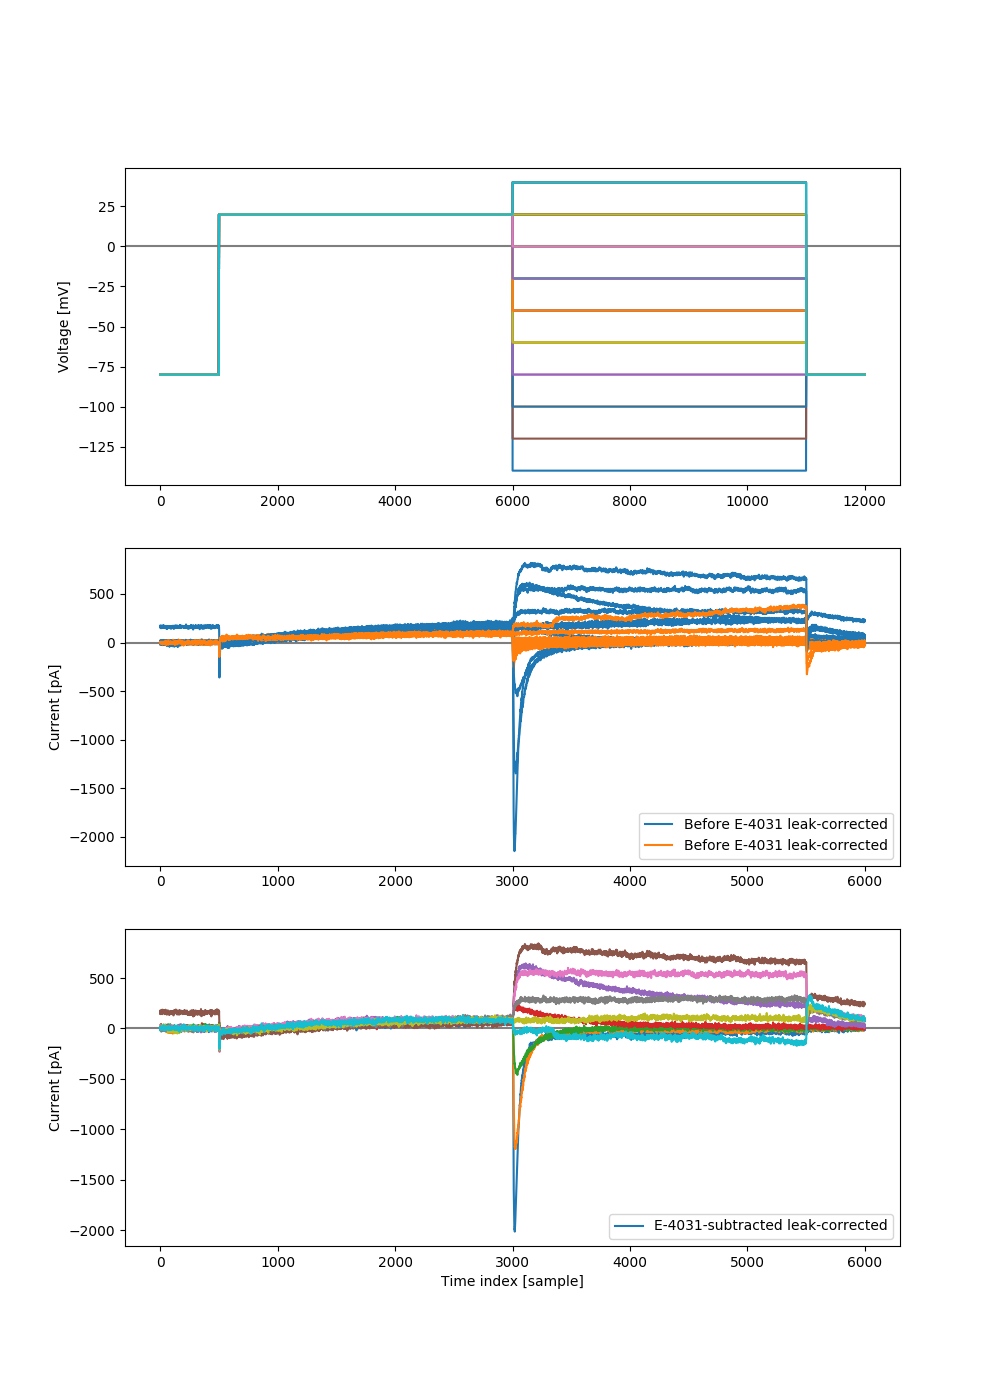 Voltage [mV]
25
0
−25
−50
−75
−100
−125
0 2000 4000 6000 8000 10000 12000
Current [pA]
500
0
−500
−1000
−1500
−2000
Before E-4031 leak-corrected
Before E-4031 leak-corrected
0 1000 2000 3000 4000 5000 6000
Current [pA]
500
0
−500
−1000
−1500
−2000
E-4031-subtracted leak-corrected
0 1000 2000 3000 4000 5000 6000
Time index [sample]